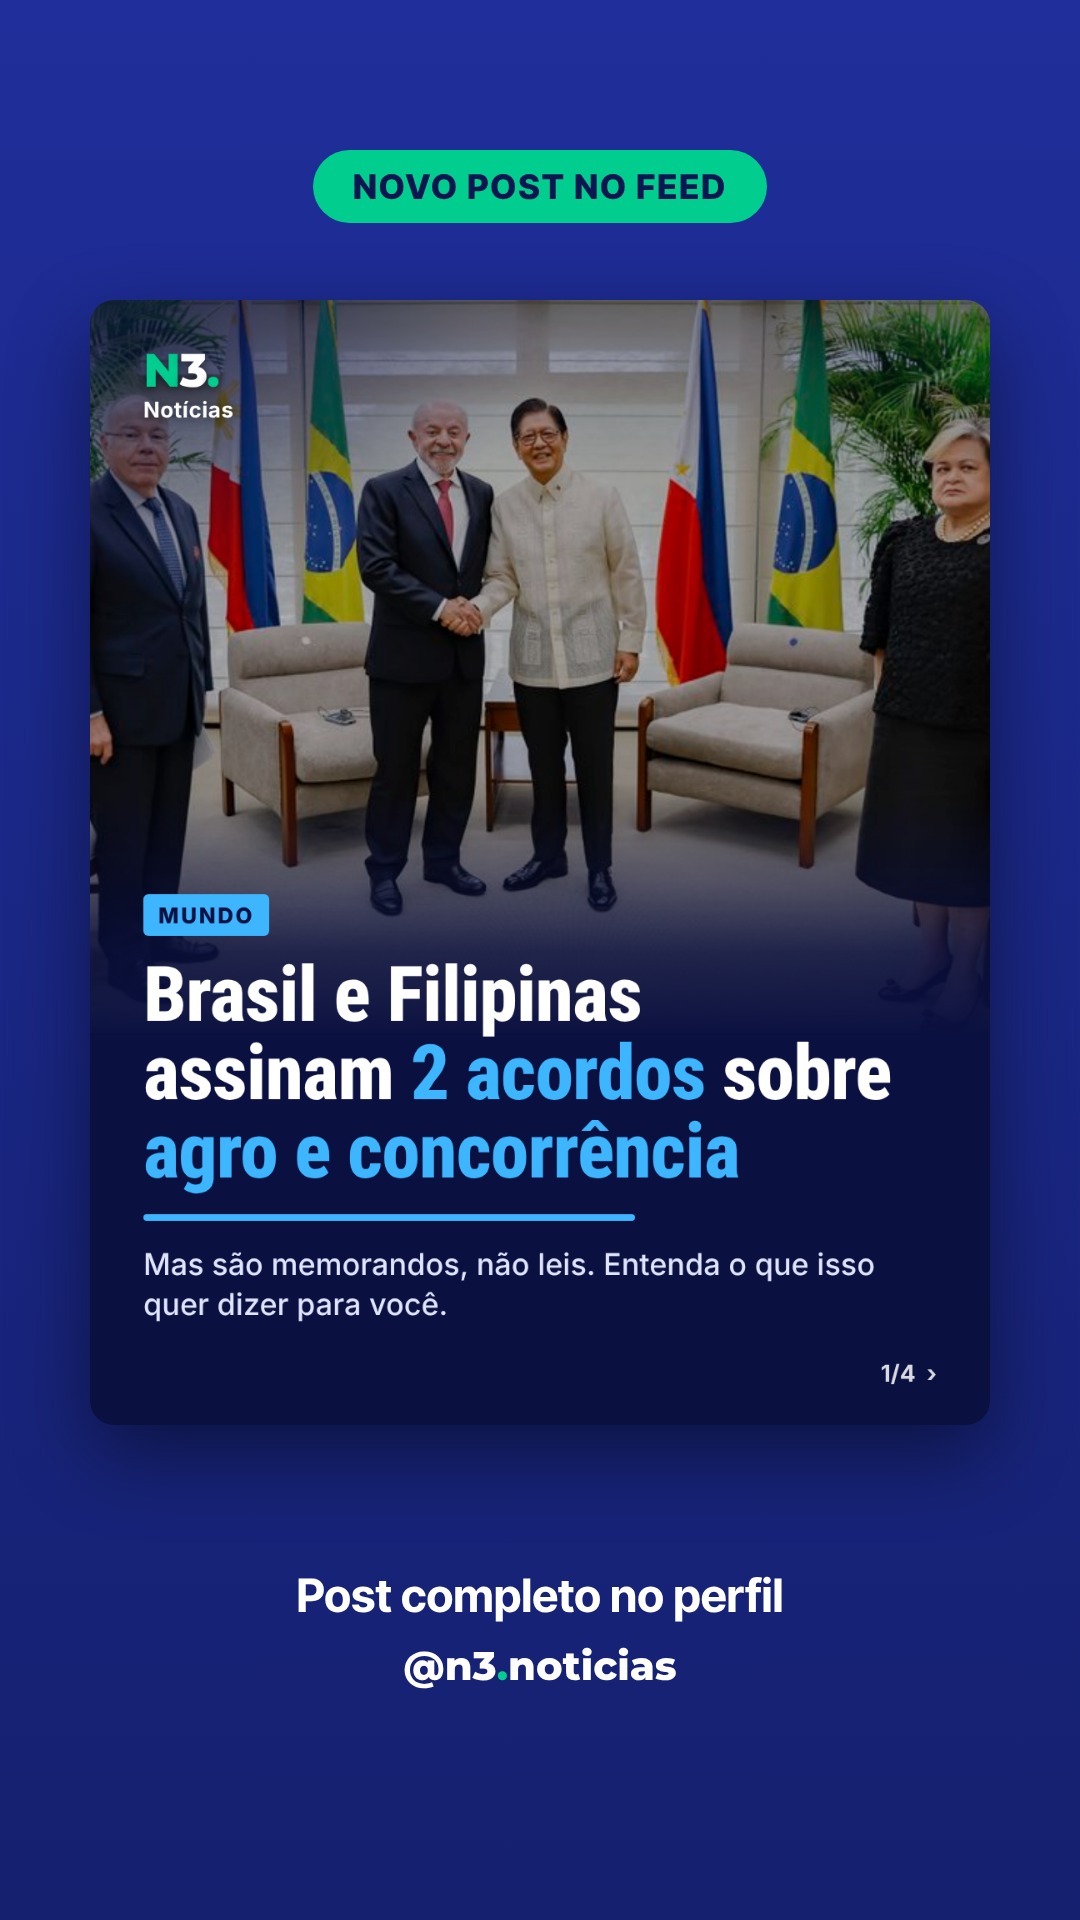 NOVO POST NO FEED
N3.
Notícias
MUNDO
Brasil e Filipinas
assinam 2 acordos sobre
agro e concorrência
Mas são memorandos, não leis. Entenda o que isso
quer dizer para você.
1/4 ›
Post completo no perfil
@n3.noticias